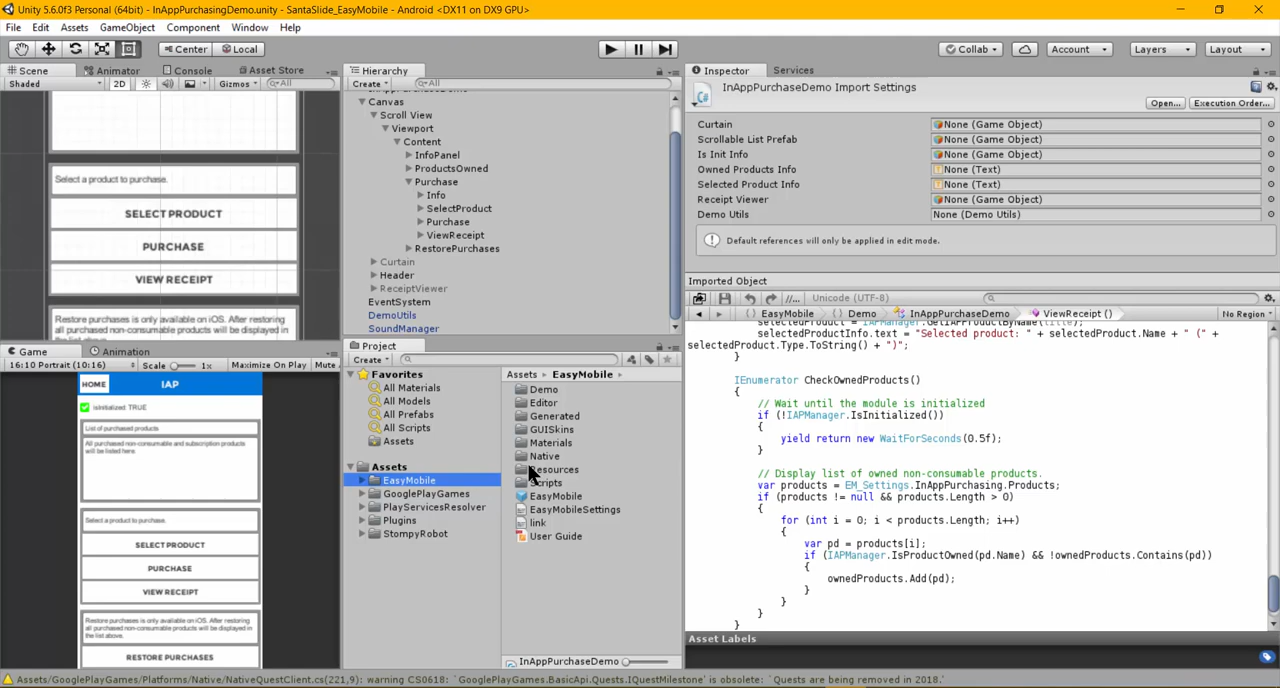 Unity 5.6.0f3 Personal (64bit) - InAppPurchasingDemo.unity - SantaSlide_EasyMobile - Android <DX11 on DX9 GPU>
File Edit Assets GameObject Component Window Help
Center Local Collab Account Layers Layout
Scene Animator Console Asset Store
Shaded 2D Gizmos All
Select a product to purchase.
SELECT PRODUCT
PURCHASE
VIEW RECEIPT
Restore purchases is only available on iOS. After restoring
all purchased non-consumable products will be displayed in
Game Animation
16:10 Portrait (10:16) Scale 1x Maximize On Play Mute
HOME IAP
isInitialized: TRUE
List of purchased products
All purchased non-consumable and subscription products
will be listed here.
Select a product to purchase.
SELECT PRODUCT
PURCHASE
VIEW RECEIPT
Restore purchases is only available on iOS. After restoring
all purchased non-consumable products will be displayed in
the list above.
RESTORE PURCHASES
Hierarchy
Create All
Canvas
Scroll View
Viewport
Content
InfoPanel
ProductsOwned
Purchase
Info
SelectProduct
Purchase
ViewReceipt
RestorePurchases
Curtain
Header
ReceiptViewer
EventSystem
DemoUtils
SoundManager
Project
Create
Favorites
All Materials
All Models
All Prefabs
All Scripts
Assets
Assets
EasyMobile
GooglePlayGames
PlayServicesResolver
Plugins
StompyRobot
Assets EasyMobile
Demo
Editor
Generated
GUISkins
Materials
Native
Resources
Scripts
EasyMobile
EasyMobileSettings
link
User Guide
InAppPurchaseDemo
Inspector Services
InAppPurchaseDemo Import Settings
Open... Execution Order...
Curtain None (Game Object)
Scrollable List Prefab None (Game Object)
Is Init Info None (Game Object)
Owned Products Info None (Text)
Selected Product Info None (Text)
Receipt Viewer None (Game Object)
Demo Utils None (Demo Utils)
Default references will only be applied in edit mode.
Imported Object
//... Unicode (UTF-8)
EasyMobile Demo InAppPurchaseDemo ViewReceipt () No Region
selectedProduct = IAPManager.GetIAPProductByName(title);
selectedProductInfo.text = "Selected product: " + selectedProduct.Name + " (" +
selectedProduct.Type.ToString() + ")";
}
IEnumerator CheckOwnedProducts()
{
// Wait until the module is initialized
if (!IAPManager.IsInitialized())
{
yield return new WaitForSeconds(0.5f);
}
// Display list of owned non-consumable products.
var products = EM_Settings.InAppPurchasing.Products;
if (products != null && products.Length > 0)
{
for (int i = 0; i < products.Length; i++)
{
var pd = products[i];
if (IAPManager.IsProductOwned(pd.Name) && !ownedProducts.Contains(pd))
{
ownedProducts.Add(pd);
}
}
}
}
Asset Labels
Assets/GooglePlayGames/Platforms/Native/NativeQuestClient.cs(221,9): warning CS0618: `GooglePlayGames.BasicApi.Quests.IQuestMilestone' is obsolete: `Quests are being removed in 2018.'